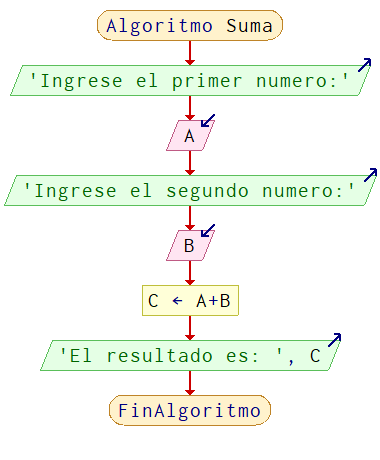 Algoritmo Suma
'Ingrese el primer numero:'
A
'Ingrese el segundo numero:'
B
C ← A+B
'El resultado es: ', C
FinAlgoritmo